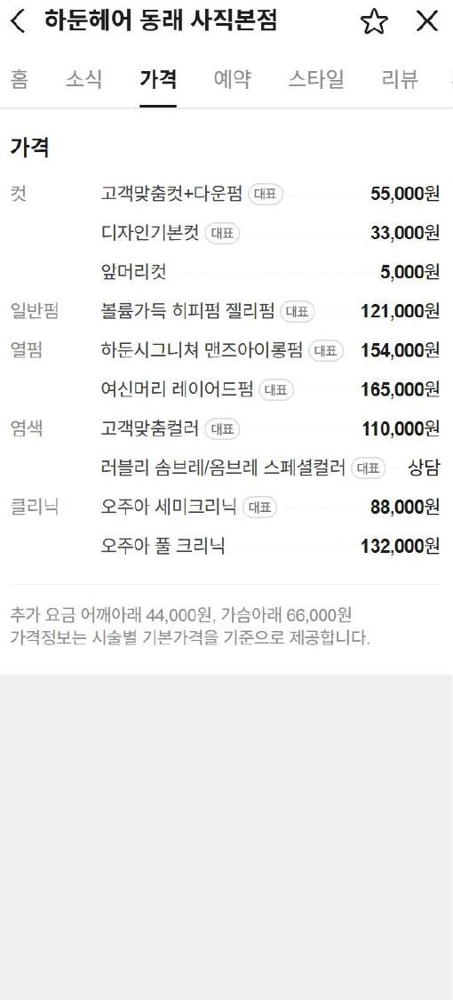 하둔헤어 동래 사직본점
홈 소식 가격 예약 스타일 리뷰
가격
컷 고객맞춤컷+다운펌 대표 55,000원
디자인기본컷 대표 33,000원
앞머리컷 5,000원
일반펌 볼륨가득 히피펌 젤리펌 대표 121,000원
열펌 하둔시그니쳐 맨즈아이롱펌 대표 154,000원
여신머리 레이어드펌 대표 165,000원
염색 고객맞춤컬러 대표 110,000원
러블리 솜브레/옴브레 스페셜컬러 대표 상담
클리닉 오주아 세미크리닉 대표 88,000원
오주아 풀 크리닉 132,000원
추가 요금 어깨아래 44,000원, 가슴아래 66,000원
가격정보는 시술별 기본가격을 기준으로 제공합니다.